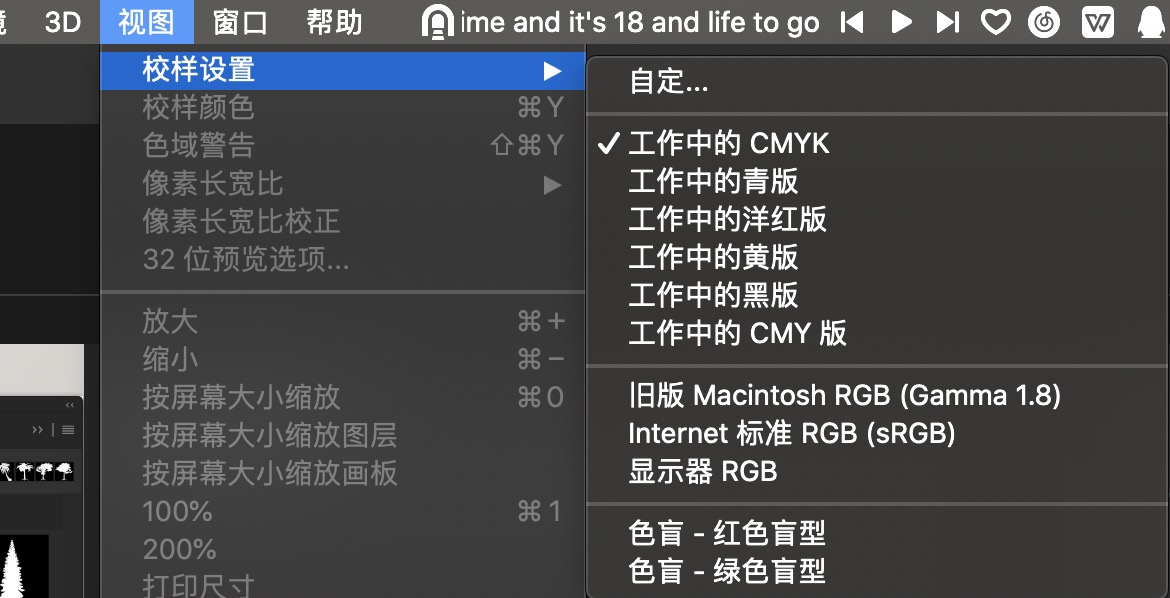 3D 视图 窗口 帮助 ime and it's 18 and life to go
校样设置
校样颜色 ⌘Y
色域警告 ⇧⌘Y
像素长宽比
像素长宽比校正
32 位预览选项...
放大 ⌘+
缩小 ⌘−
按屏幕大小缩放 ⌘0
按屏幕大小缩放图层
按屏幕大小缩放画板
100% ⌘1
200%
打印尺寸
自定...
✓ 工作中的 CMYK
工作中的青版
工作中的洋红版
工作中的黄版
工作中的黑版
工作中的 CMY 版
旧版 Macintosh RGB (Gamma 1.8)
Internet 标准 RGB (sRGB)
显示器 RGB
色盲 - 红色盲型
色盲 - 绿色盲型